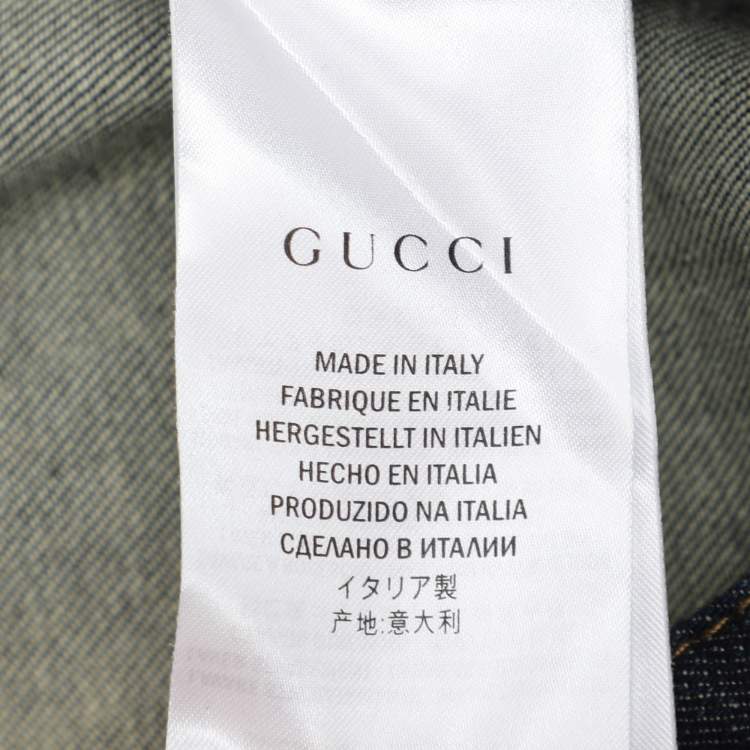 GUCCI
MADE IN ITALY
FABRIQUE EN ITALIE
HERGESTELLT IN ITALIEN
HECHO EN ITALIA
PRODUZIDO NA ITALIA
СДЕЛАНО В ИТАЛИИ
イタリア製
产地:意大利